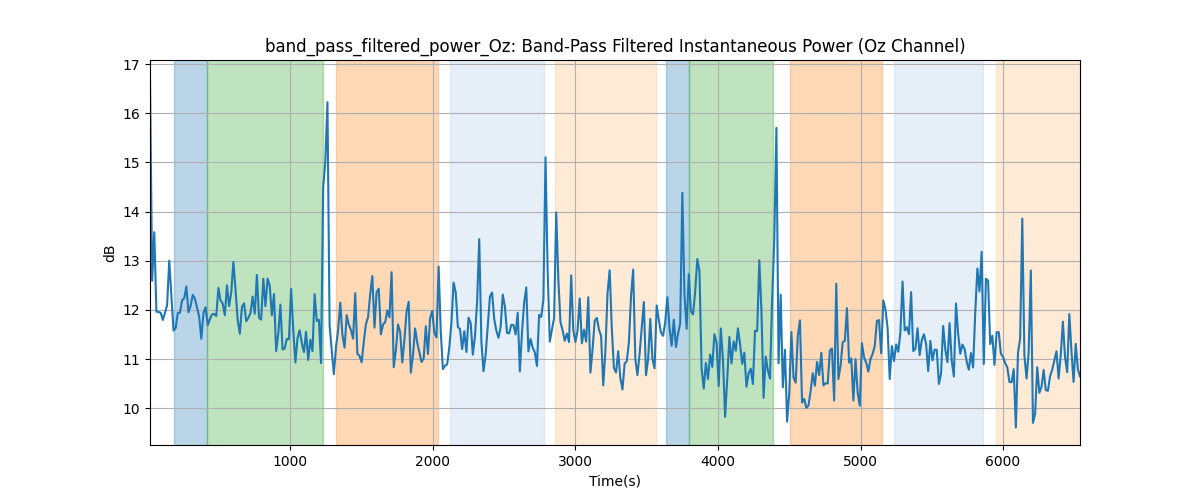 band_pass_filtered_power_Oz: Band-Pass Filtered Instantaneous Power (Oz Channel)
17
16
15
14
13
12
11
10
dB
1000 2000 3000 4000 5000 6000
Time(s)